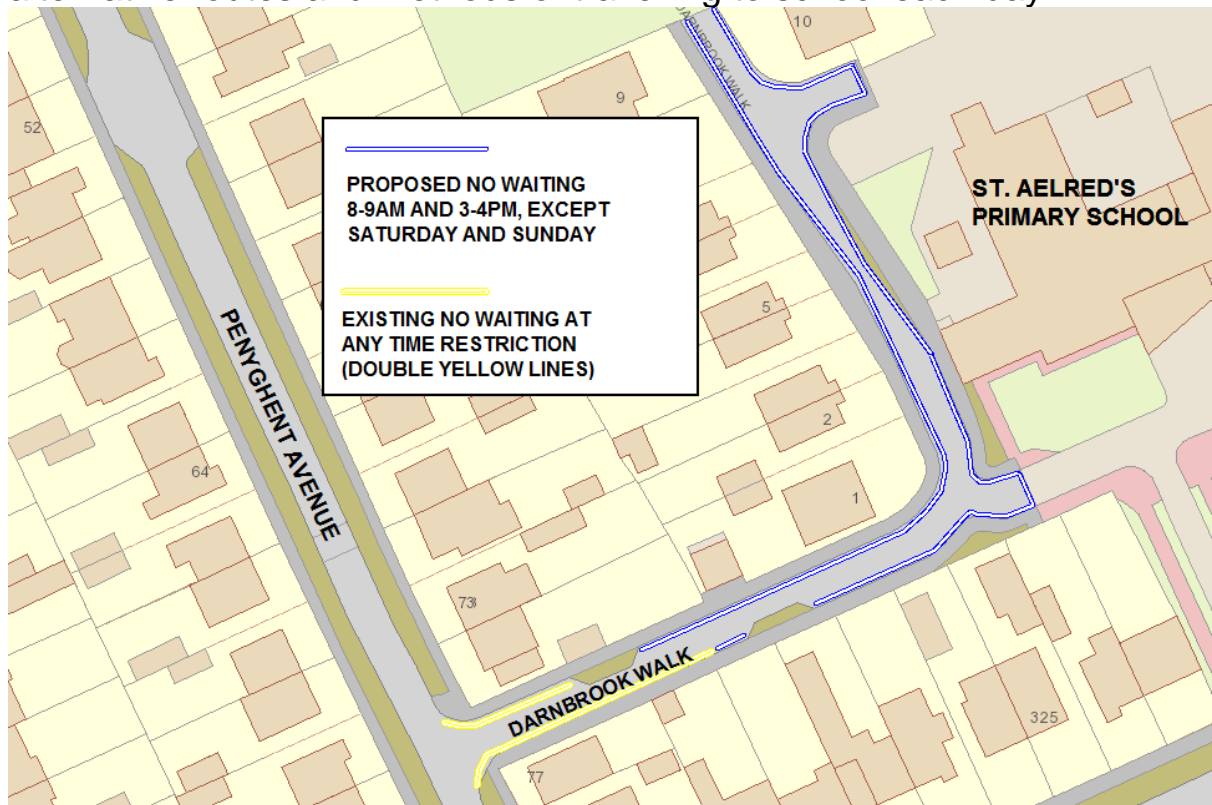 10
DARNBROOK WALK
9
52
PROPOSED NO WAITING
8-9AM AND 3-4PM, EXCEPT
SATURDAY AND SUNDAY
ST. AELRED'S
PRIMARY SCHOOL
EXISTING NO WAITING AT
ANY TIME RESTRICTION
(DOUBLE YELLOW LINES)
5
PENYGHENT AVENUE
2
64
1
73
DARNBROOK WALK
325
77